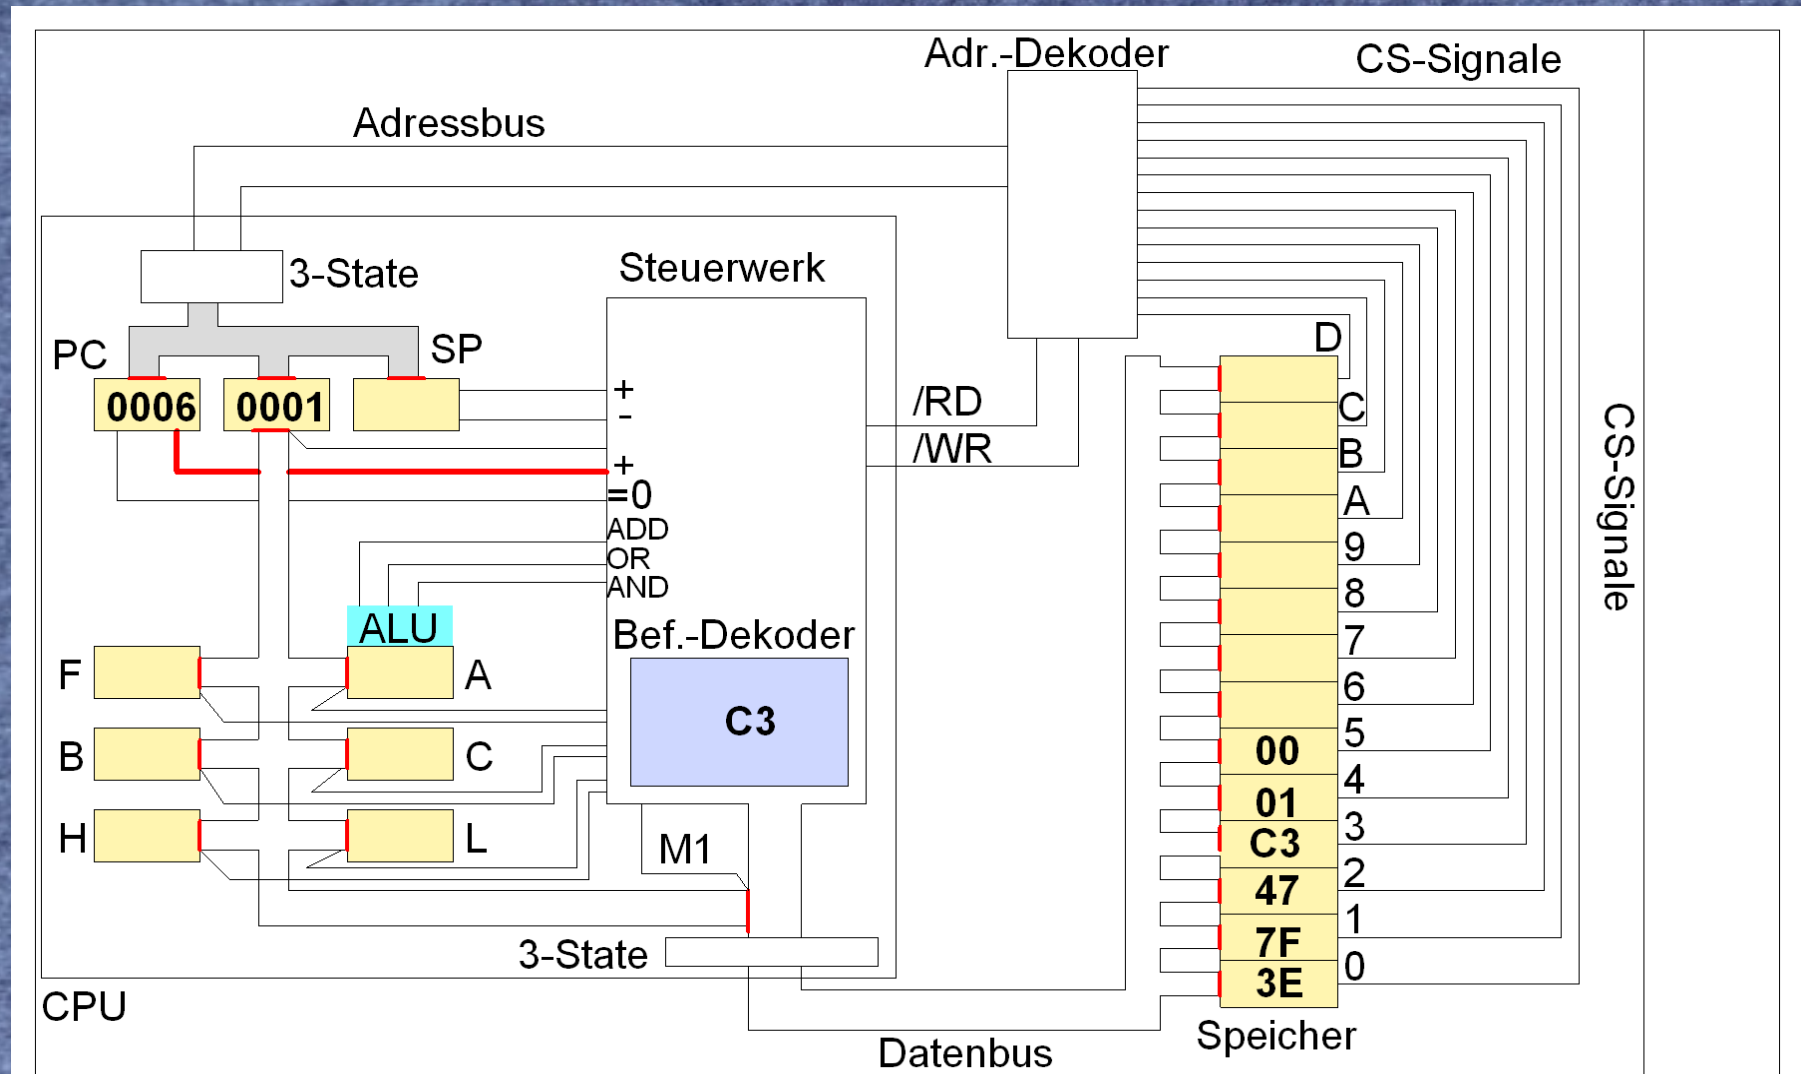 Adr.-Dekoder
CS-Signale
Adressbus
3-State
Steuerwerk
PC
SP
0006
0001
+
-
+
=0
ADD
OR
AND
/RD
/WR
ALU
Bef.-Dekoder
C3
F
A
B
C
H
L
M1
3-State
CPU
Datenbus
D
C
B
A
9
8
7
6
5
00
4
01
3
C3
2
47
1
7F
0
3E
Speicher
CS-Signale